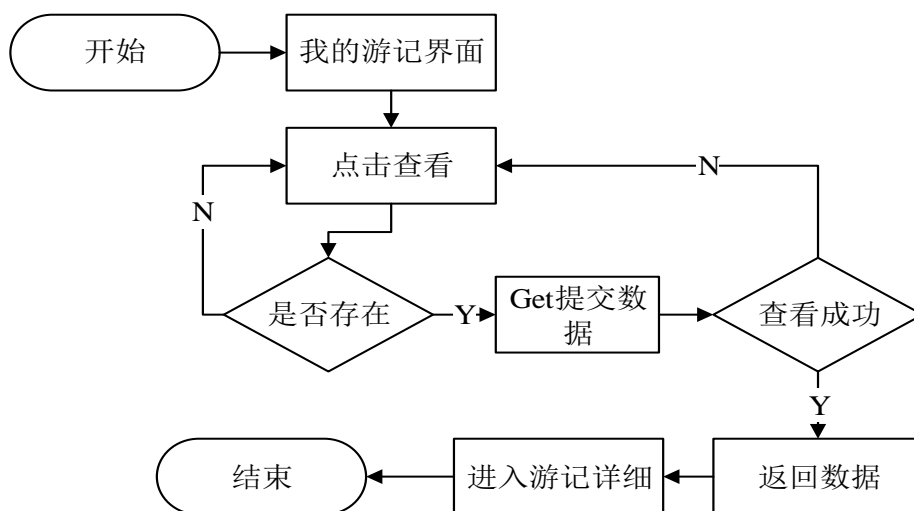 开始
我的游记界面
点击查看
N
N
是否存在
Y
Get提交数
据
查看成功
Y
结束
进入游记详细
返回数据